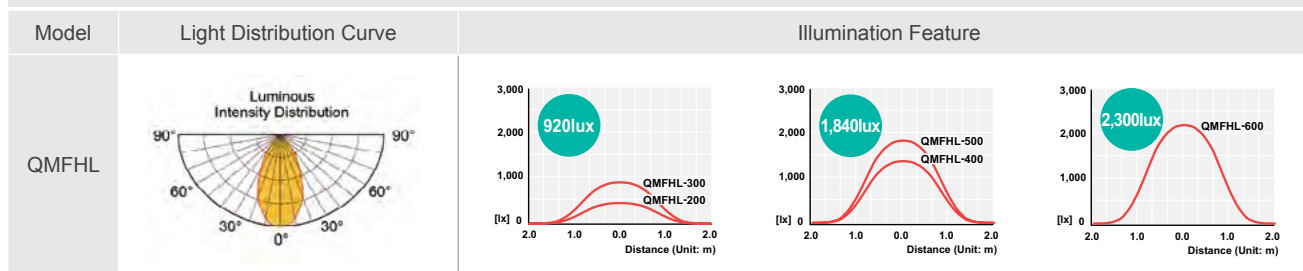 Model
Light Distribution Curve
Illumination Feature
QMFHL
Luminous
Intensity Distribution
90°
90°
60°
60°
30°
30°
0°
3,000
2,000
1,000
[lx] 0
920lux
QMFHL-300
QMFHL-200
2.0 1.0 0.0 1.0 2.0
Distance (Unit: m)
3,000
2,000
1,000
[lx] 0
1,840lux
QMFHL-500
QMFHL-400
2.0 1.0 0.0 1.0 2.0
Distance (Unit: m)
3,000
2,000
1,000
[lx] 0
2,300lux
QMFHL-600
2.0 1.0 0.0 1.0 2.0
Distance (Unit: m)